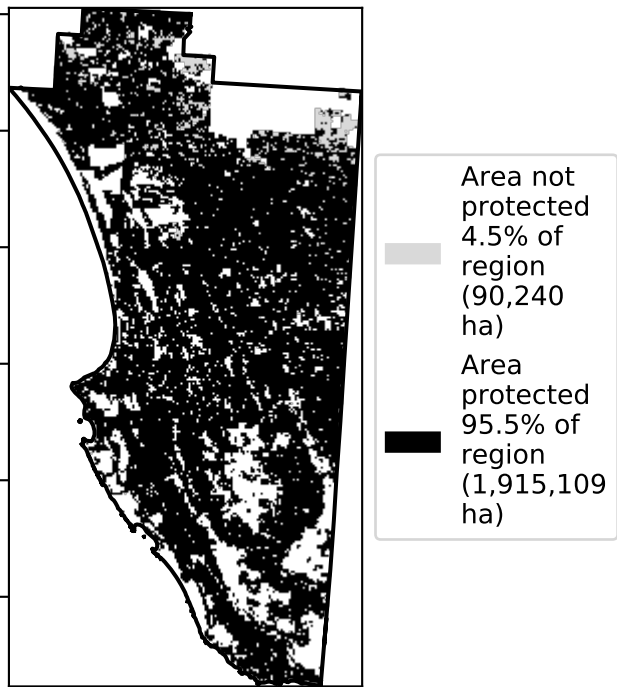 Area not
protected
4.5% of
region
(90,240
ha)
Area
protected
95.5% of
region
(1,915,109
ha)